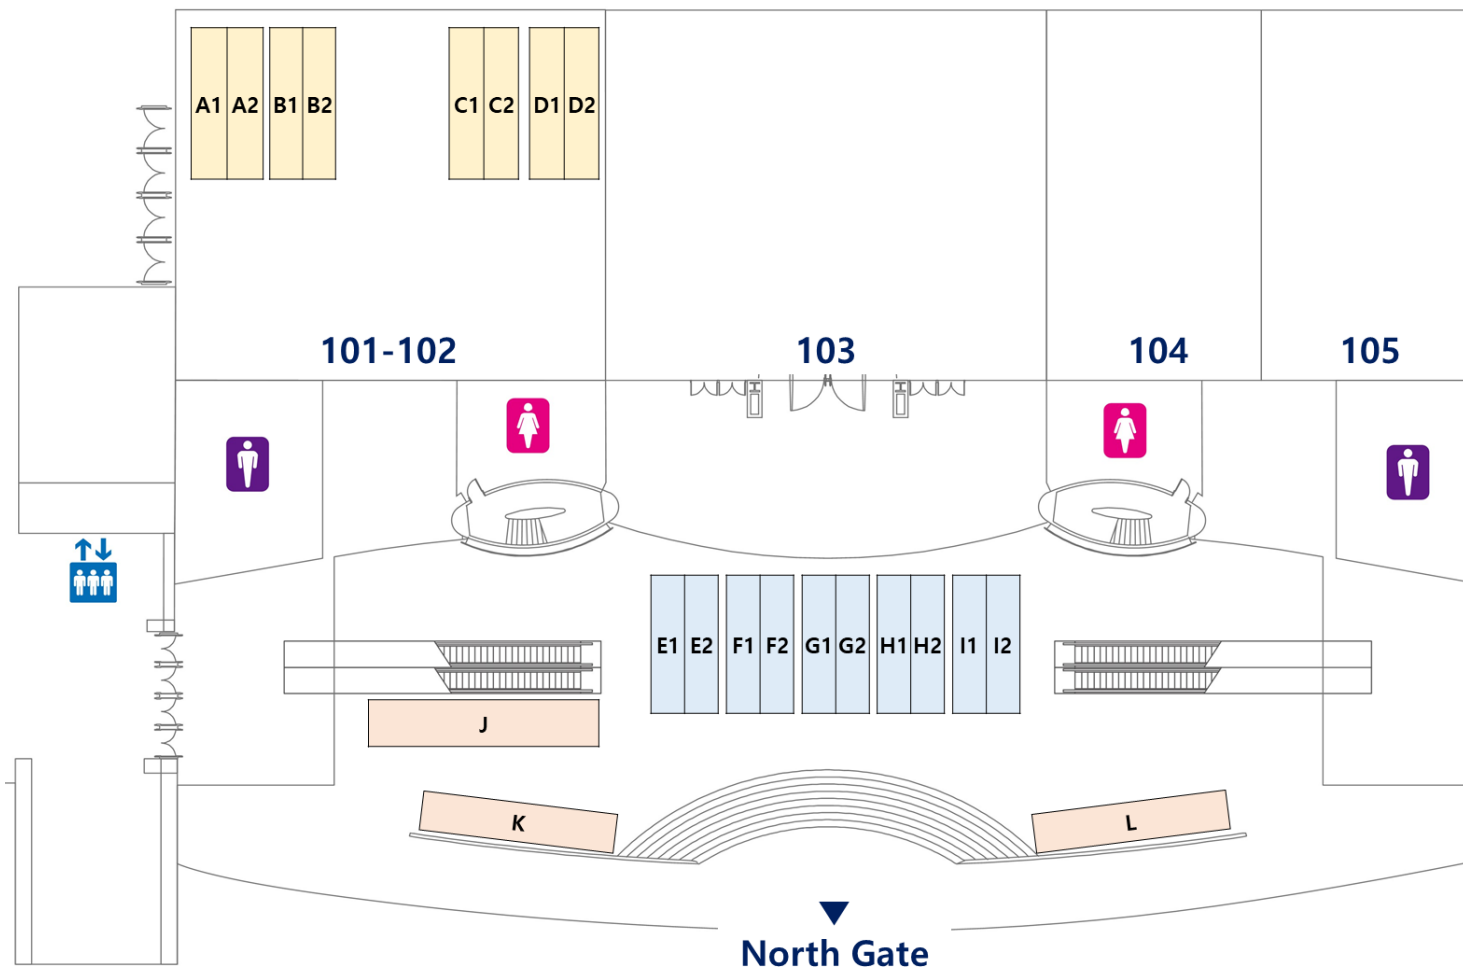 A1 A2 B1 B2 C1 C2 D1 D2
101-102 103 104 105
E1 E2 F1 F2 G1 G2 H1 H2 I1 I2
J
K L
North Gate